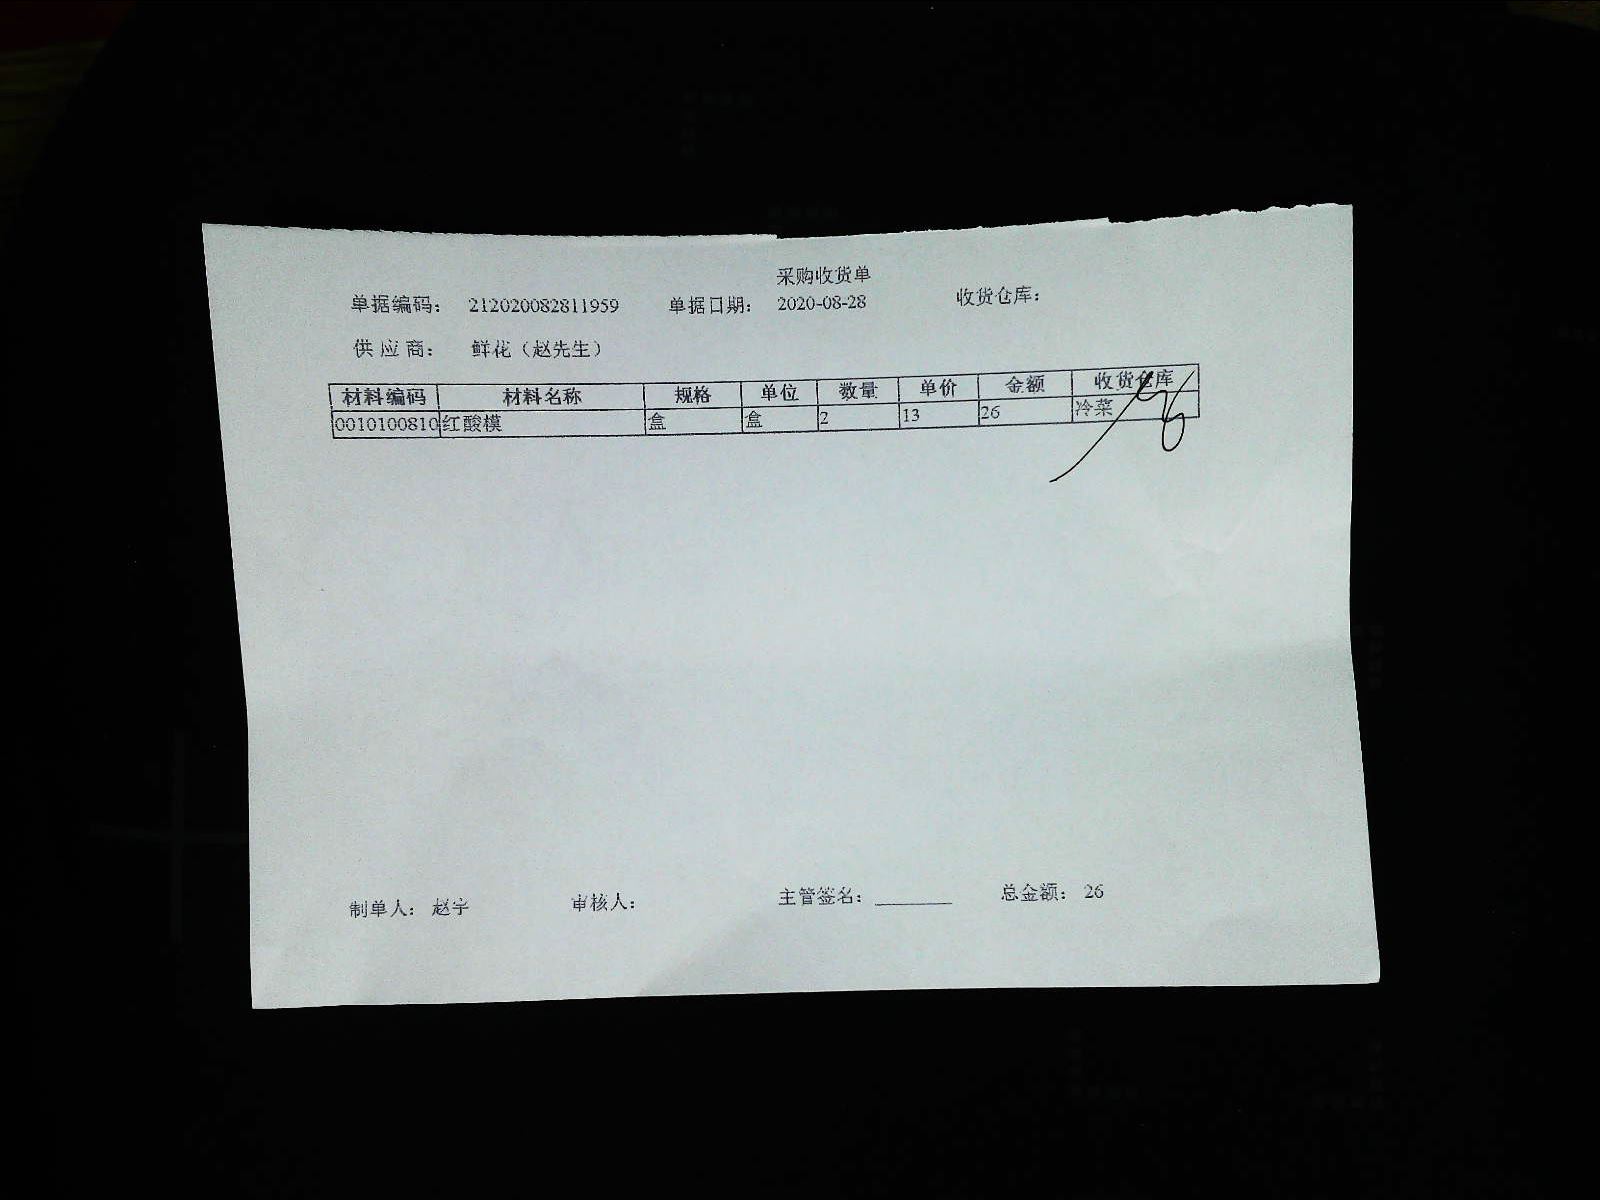 采购收货单
单据编码： 212020082811959 单据日期： 2020-08-28 收货仓库：
供 应 商： 鲜花（赵先生）
材料编码 材料名称 规格 单位 数量 单价 金额 收货仓库
0010100810 红酸模 盒 盒 2 13 26 冷菜
制单人： 赵宇 审核人： 主管签名：________ 总金额： 26